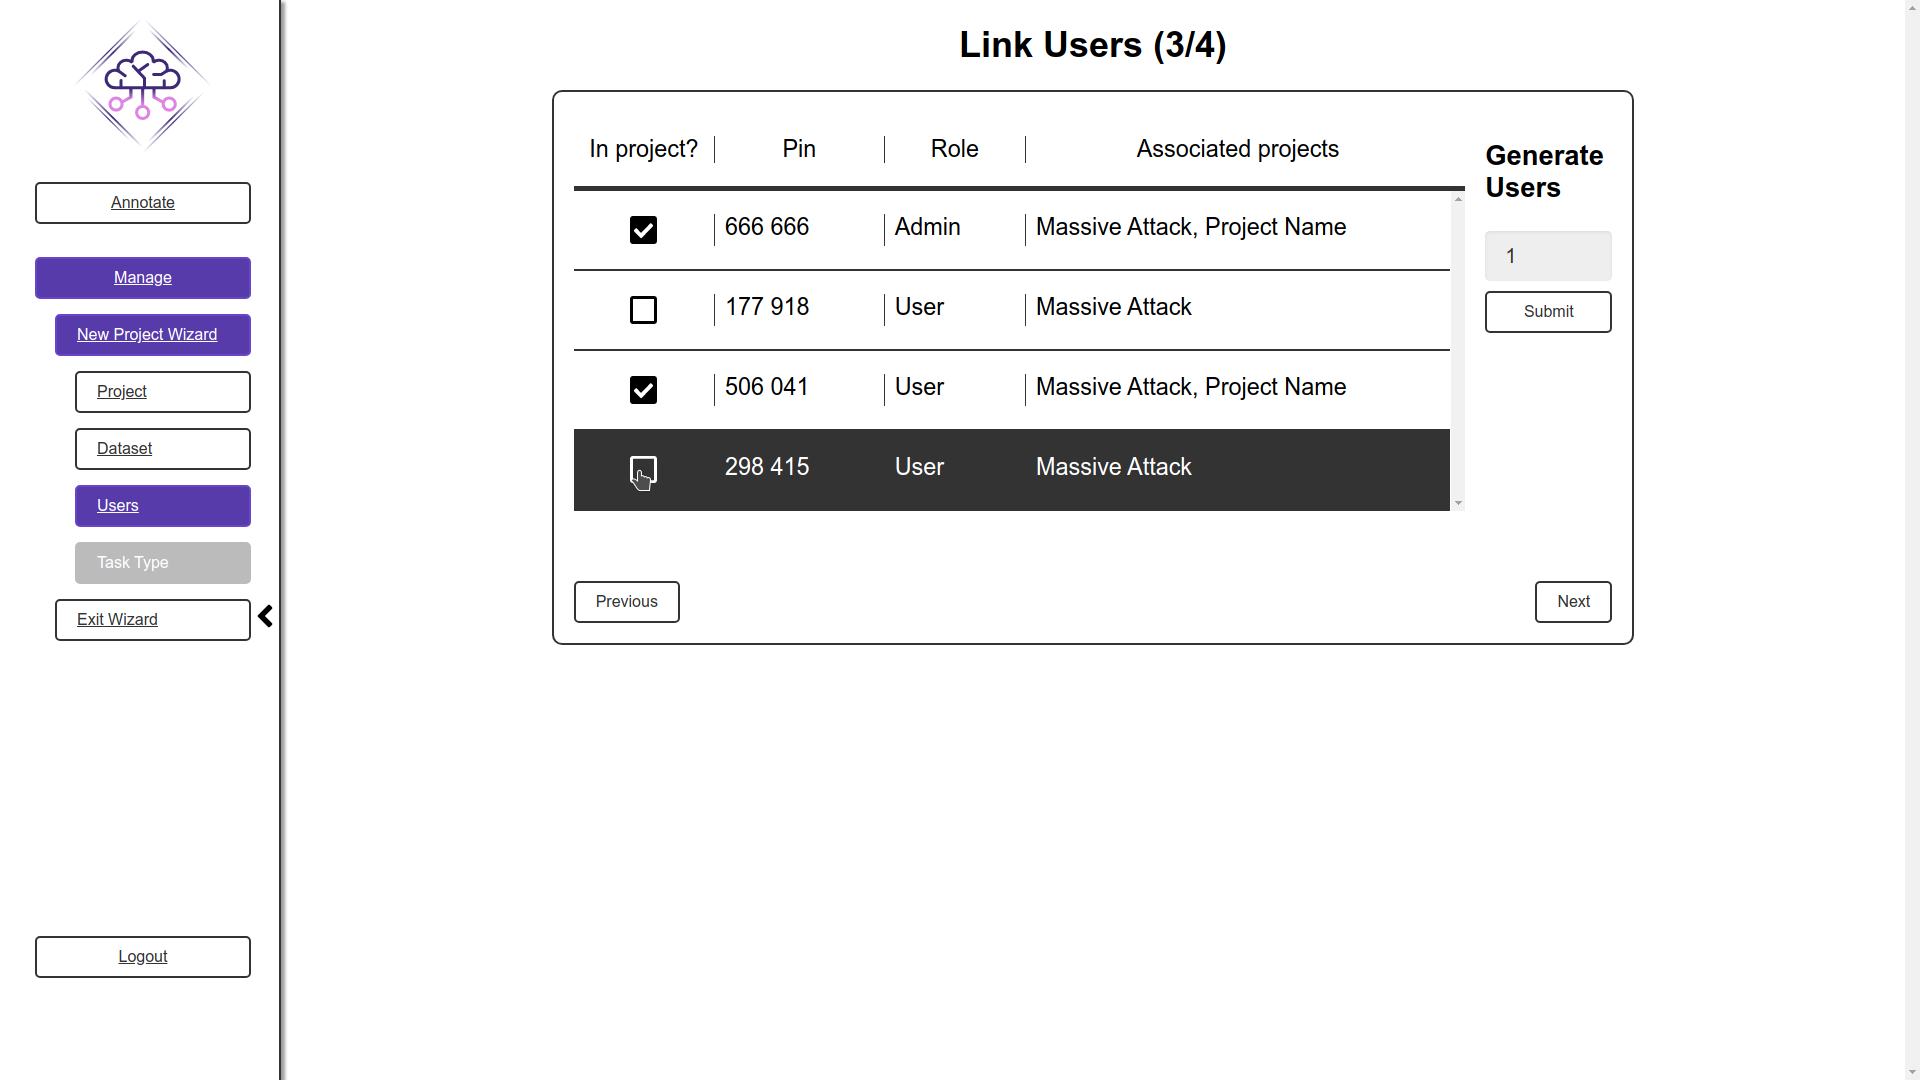 Link Users (3/4)
Annotate
Manage
New Project Wizard
Project
Dataset
Users
Task Type
Exit Wizard
Logout
In project? Pin Role Associated projects
666 666 Admin Massive Attack, Project Name
177 918 User Massive Attack
506 041 User Massive Attack, Project Name
298 415 User Massive Attack
Generate
Users
1
Submit
Previous
Next